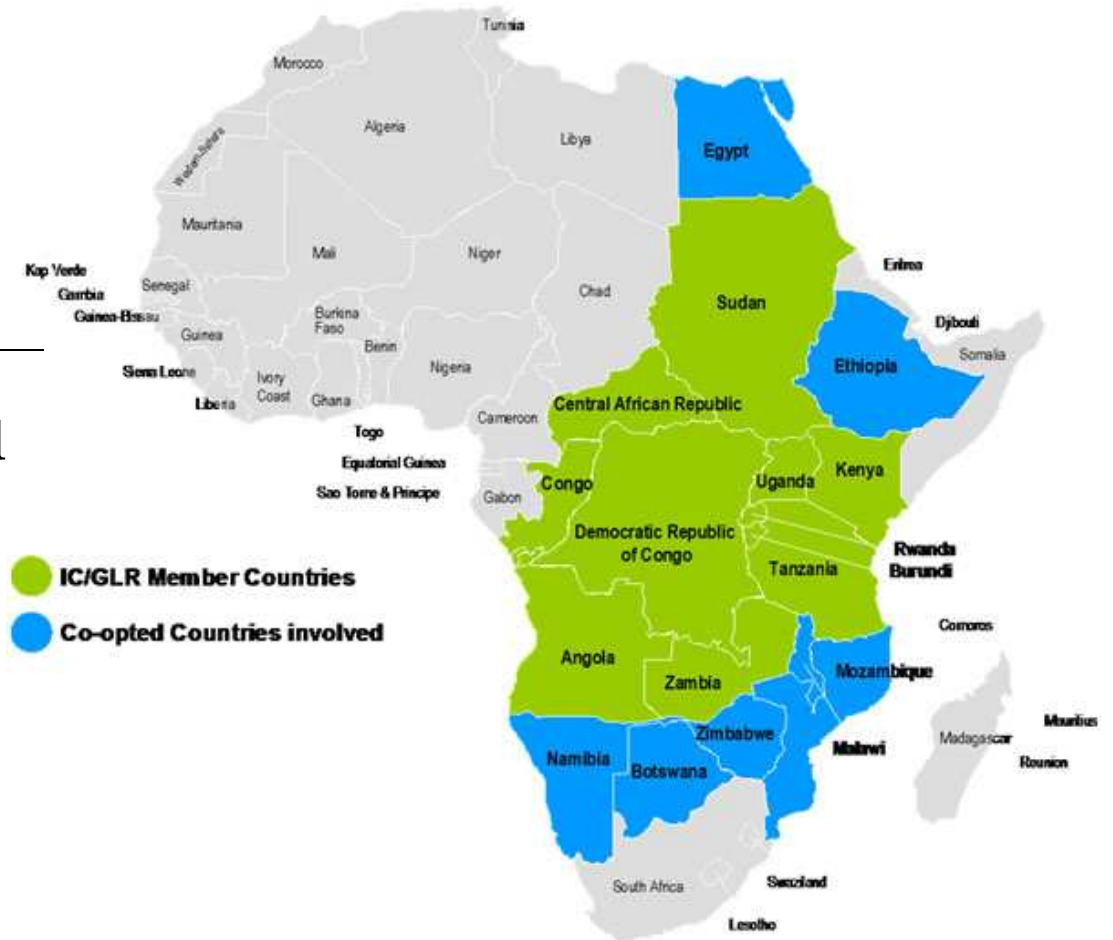 Tunisia
Morocco
Algeria
Libya
Egypt
Western-Sahara
Mauritania
Mali
Niger
Chad
Sudan
Eritrea
Kap Verde
Senegal
Gambia
Guinea-Bissau
Guinea
Burkina
Faso
Benin
Nigeria
Djibouti
Somalia
Ethiopia
Sierra Leone
Ivory
Coast
Ghana
Liberia
Cameroon
Central African Republic
Togo
Equatorial Guinea
Sao Torre & Principe
Gabon
Congo
Uganda
Kenya
Democratic Republic
of Congo
Rwanda
Burundi
Tanzania
IC/GLR Member Countries
Co-opted Countries involved
Comoros
Angola
Zambia
Mozambique
Malawi
Zimbabwe
Namibia
Botswana
Madagascar
Mauritius
Reunion
South Africa
Swaziland
Lesotho